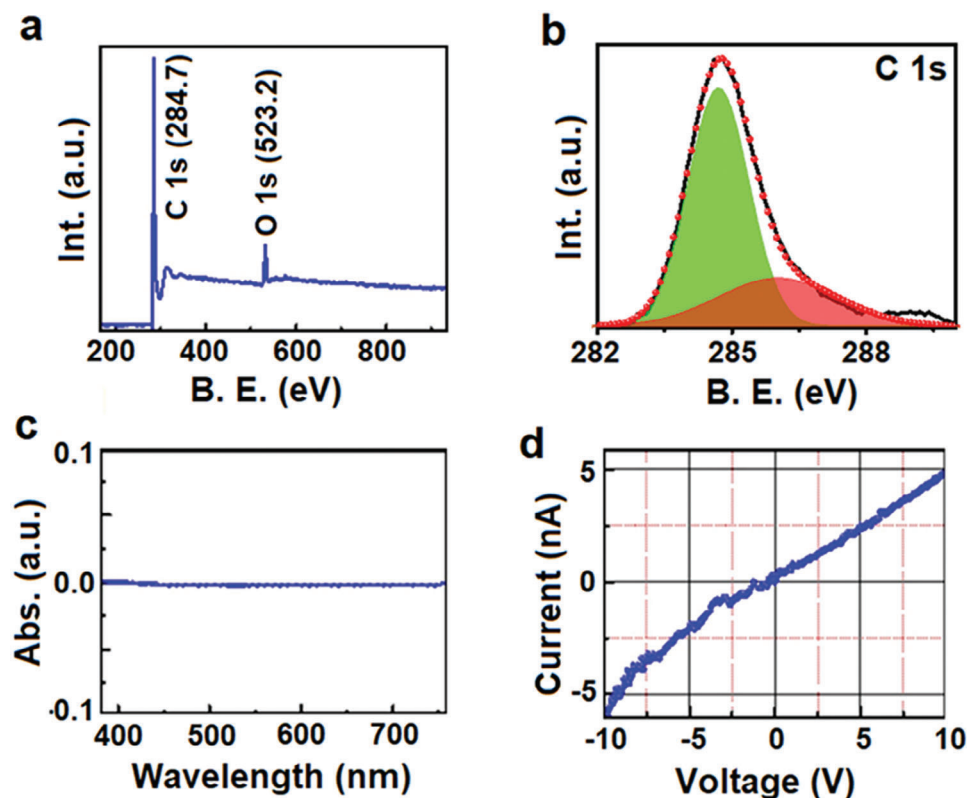 a
C 1s (284.7)
O 1s (523.2)
Int. (a.u.)
200 400 600 800
B. E. (eV)
b
C 1s
Int. (a.u.)
282 285 288
B. E. (eV)
c
0.1
0.0
-0.1
Abs. (a.u.)
400 500 600 700
Wavelength (nm)
d
5
0
-5
Current (nA)
-10 -5 0 5 10
Voltage (V)